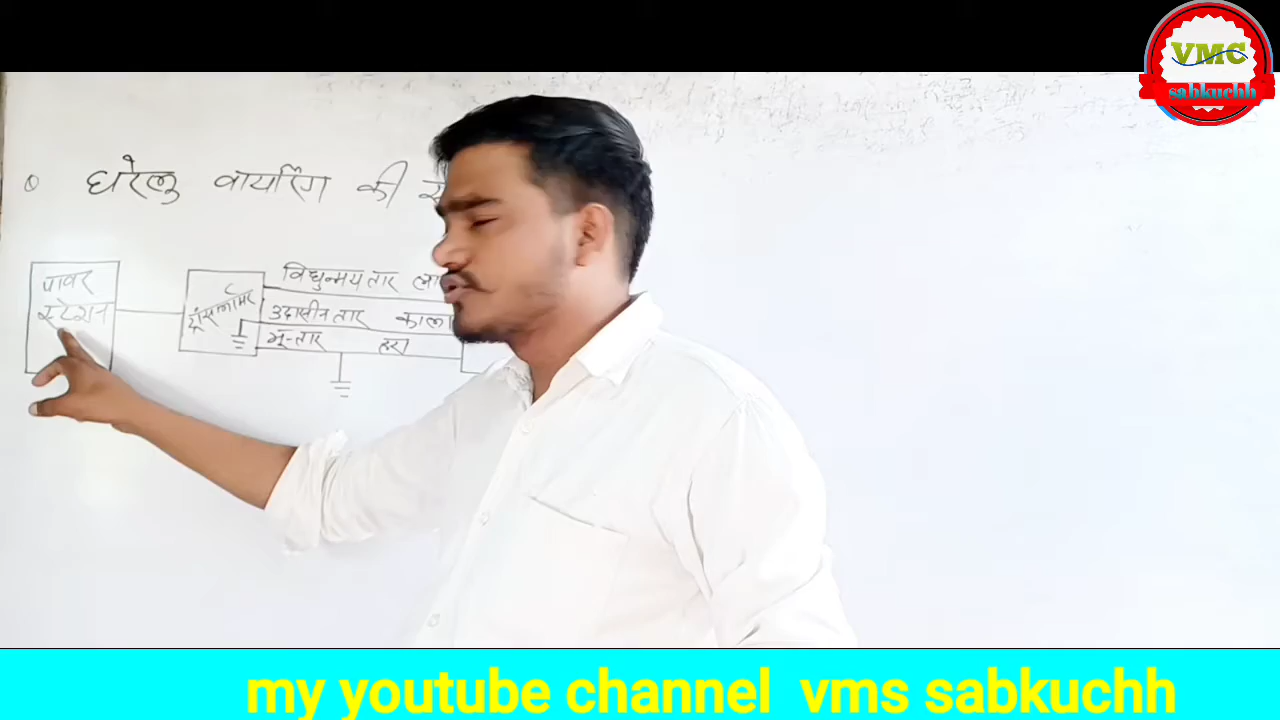 VMC
sabkuchh
घरेलु वायरिंग की
पावर
स्टेशन
ट्रांसफामर
विधुन्मय तार
उदासीन तार काला
भू-तार हरा
my youtube channel vms sabkuchh